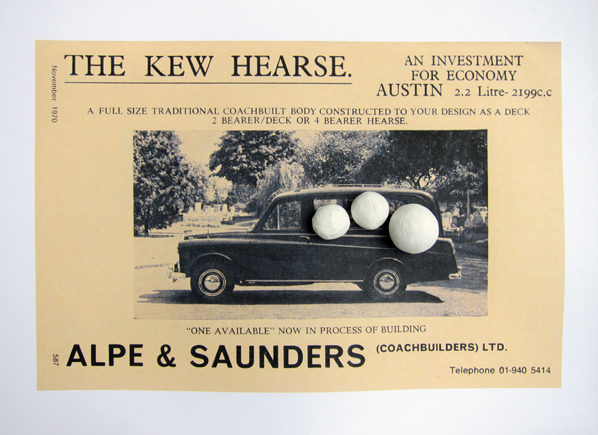 November 1970
THE KEW HEARSE.
AN INVESTMENT
FOR ECONOMY
AUSTIN 2.2 Litre- 2199c.c
A FULL SIZE TRADITIONAL COACHBUILT BODY CONSTRUCTED TO YOUR DESIGN AS A DECK
2 BEARER/DECK OR 4 BEARER HEARSE.
"ONE AVAILABLE" NOW IN PROCESS OF BUILDING
587
ALPE & SAUNDERS (COACHBUILDERS) LTD.
Telephone 01-940 5414